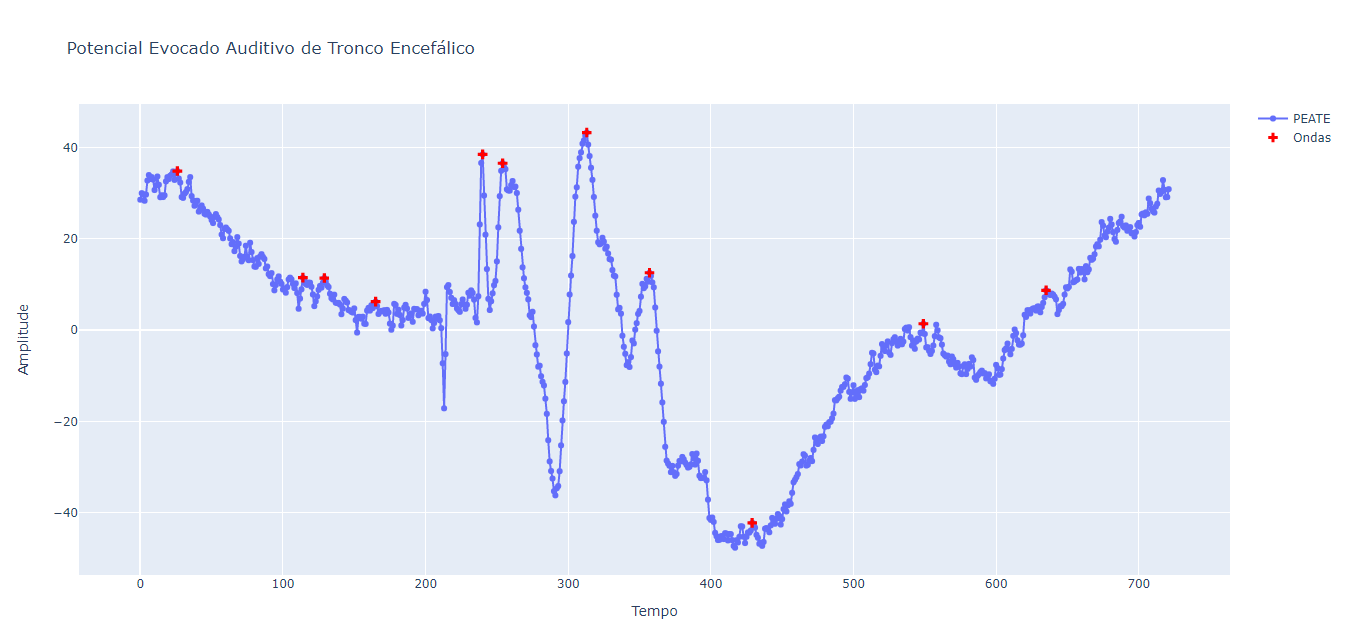 Potencial Evocado Auditivo de Tronco Encefálico
PEATE
Ondas
Amplitude
40
20
0
−20
−40
0 100 200 300 400 500 600 700
Tempo